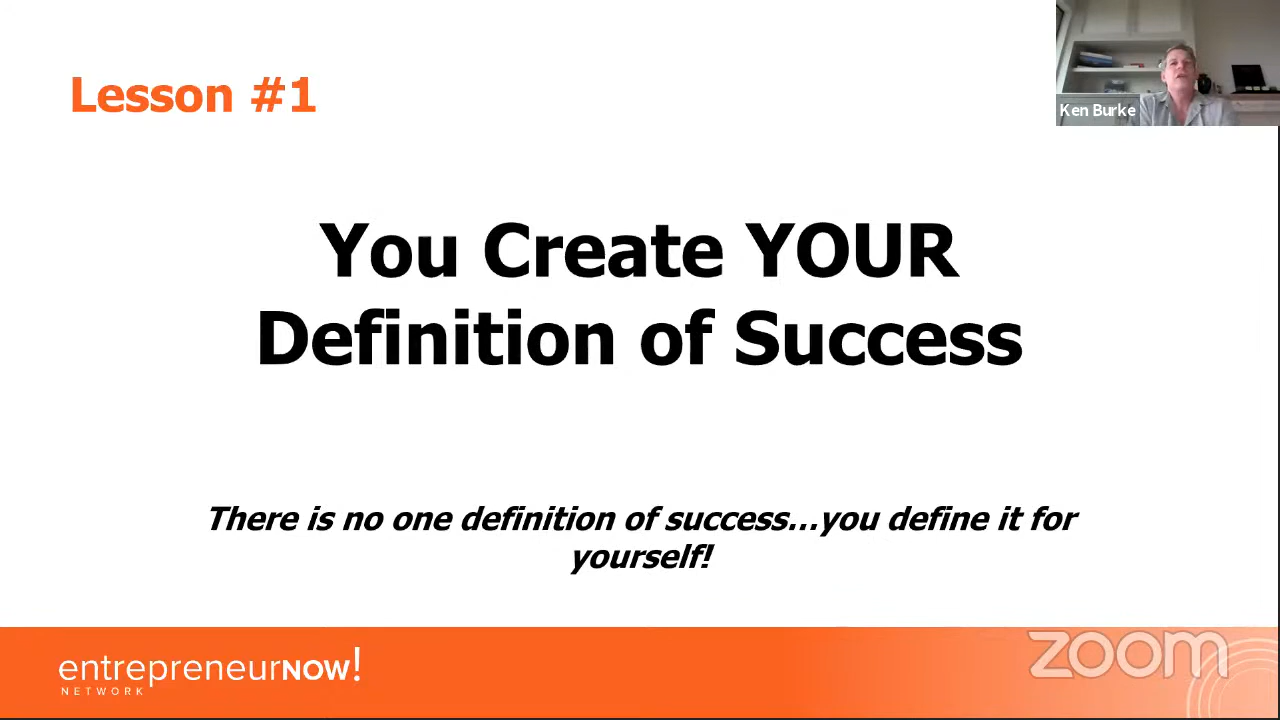 Lesson #1
Ken Burke
You Create YOUR
Definition of Success
There is no one definition of success...you define it for
yourself!
entrepreneurNOW!
NETWORK
zoom